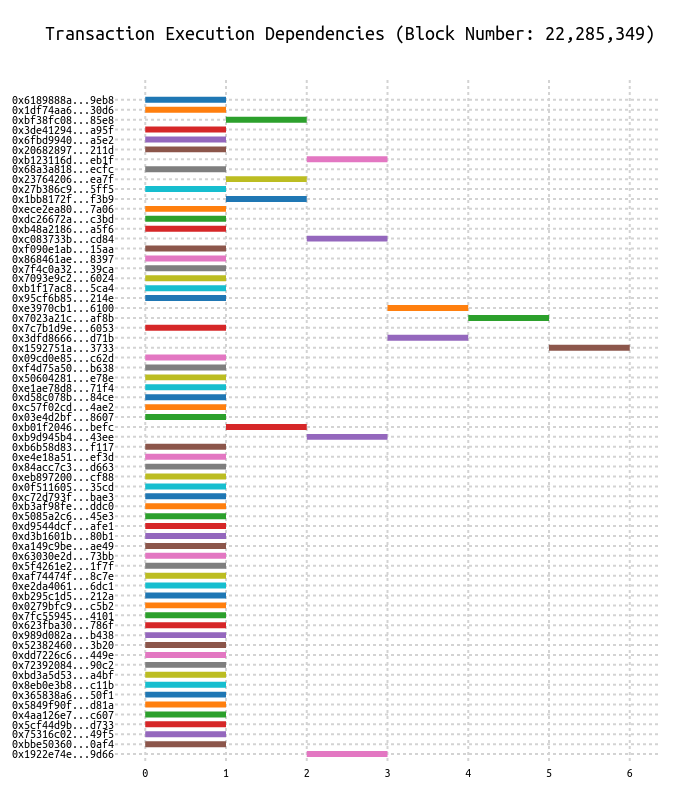 Transaction Execution Dependencies (Block Number: 22,285,349)
0x6189888a...9eb8
0x1df74aa6...30d6
0xbf38fc08...85e8
0x3de41294...a95f
0x6fbd9940...a5e2
0x20682897...211d
0xb123116d...eb1f
0x68a3a818...ecfc
0x23764206...ea7f
0x27b386c9...5ff5
0x1bb8172f...f3b9
0xece2ea80...7a06
0xdc26672a...c3bd
0xb48a2186...a5f6
0xc083733b...cd84
0xf090e1ab...15aa
0x868461ae...8397
0x7f4c0a32...39ca
0x7093e9c2...6024
0xb1f17ac8...5ca4
0x95cf6b85...214e
0xe3970cb1...6100
0x7023a21c...af8b
0x7c7b1d9e...6053
0x3dfd8666...d71b
0x1592751a...3733
0x09cd0e85...c62d
0xf4d75a50...b638
0x50604281...e78e
0xe1ae78d8...71f4
0xd58c078b...84ce
0xc57f02cd...4ae2
0x03e4d2bf...8607
0xb01f2046...befc
0xb9d945b4...43ee
0xb6b58d83...f117
0xe4e18a51...ef3d
0x84acc7c3...d663
0xeb897200...cf88
0x0f511605...35cd
0xc72d793f...bae3
0xb3af98fe...ddc0
0x5085a2c6...45e3
0xd9544dcf...afe1
0xd3b1601b...80b1
0xa149c9be...ae49
0x63030e2d...73bb
0x5f4261e2...1f7f
0xaf74474f...8c7e
0xe2da4061...6dc1
0xb295c1d5...212a
0x0279bfc9...c5b2
0x7fc55945...4101
0x623fba30...786f
0x989d082a...b438
0x52382460...3b20
0xdd7226c6...449e
0x72392084...90c2
0xbd3a5d53...a4bf
0x8eb0e3b8...c11b
0x365838a6...50f1
0x5849f90f...d81a
0x4aa126e7...c607
0x5cf44d9b...d733
0x75316c02...49f5
0xbbe50360...0af4
0x1922e74e...9d66
0 1 2 3 4 5 6